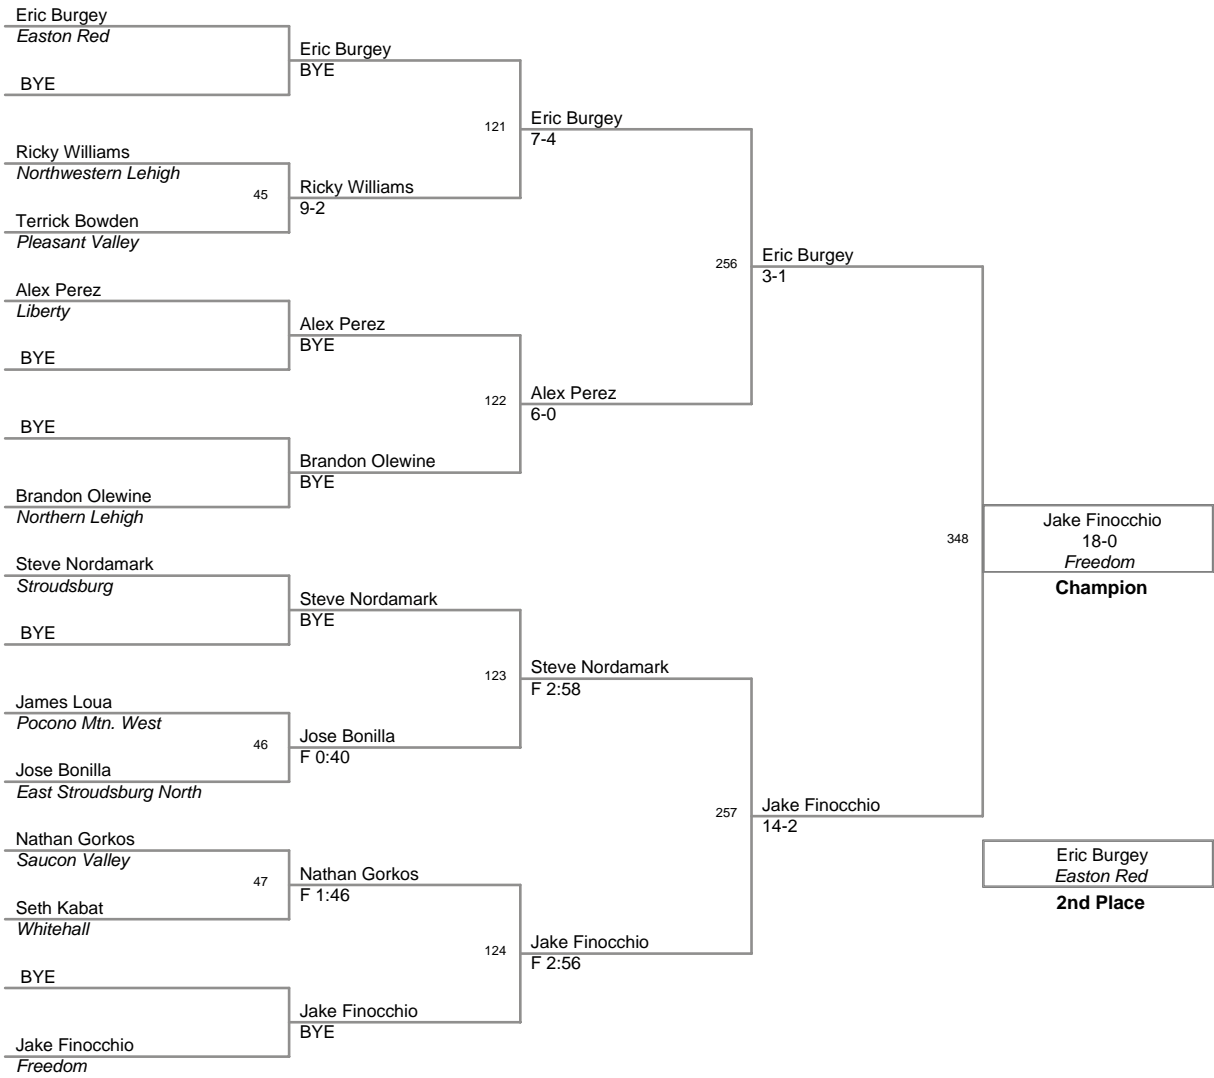 Eric Burgey
Easton Red
BYE
Ricky Williams
Northwestern Lehigh
45
Terrick Bowden
Pleasant Valley
Alex Perez
Liberty
BYE
BYE
Brandon Olewine
Northern Lehigh
Steve Nordamark
Stroudsburg
BYE
James Loua
Pocono Mtn. West
46
Jose Bonilla
East Stroudsburg North
Nathan Gorkos
Saucon Valley
47
Seth Kabat
Whitehall
BYE
Jake Finocchio
Freedom
Eric Burgey
BYE
121
Ricky Williams
9-2
Alex Perez
BYE
122
Brandon Olewine
BYE
Steve Nordamark
BYE
123
Jose Bonilla
F 0:40
Nathan Gorkos
F 1:46
124
Jake Finocchio
BYE
Eric Burgey
7-4
256
Alex Perez
6-0
Steve Nordamark
F 2:58
257
Jake Finocchio
F 2:56
Eric Burgey
3-1
348
Jake Finocchio
14-2
Jake Finocchio
18-0
Freedom
Champion
Eric Burgey
Easton Red
2nd Place